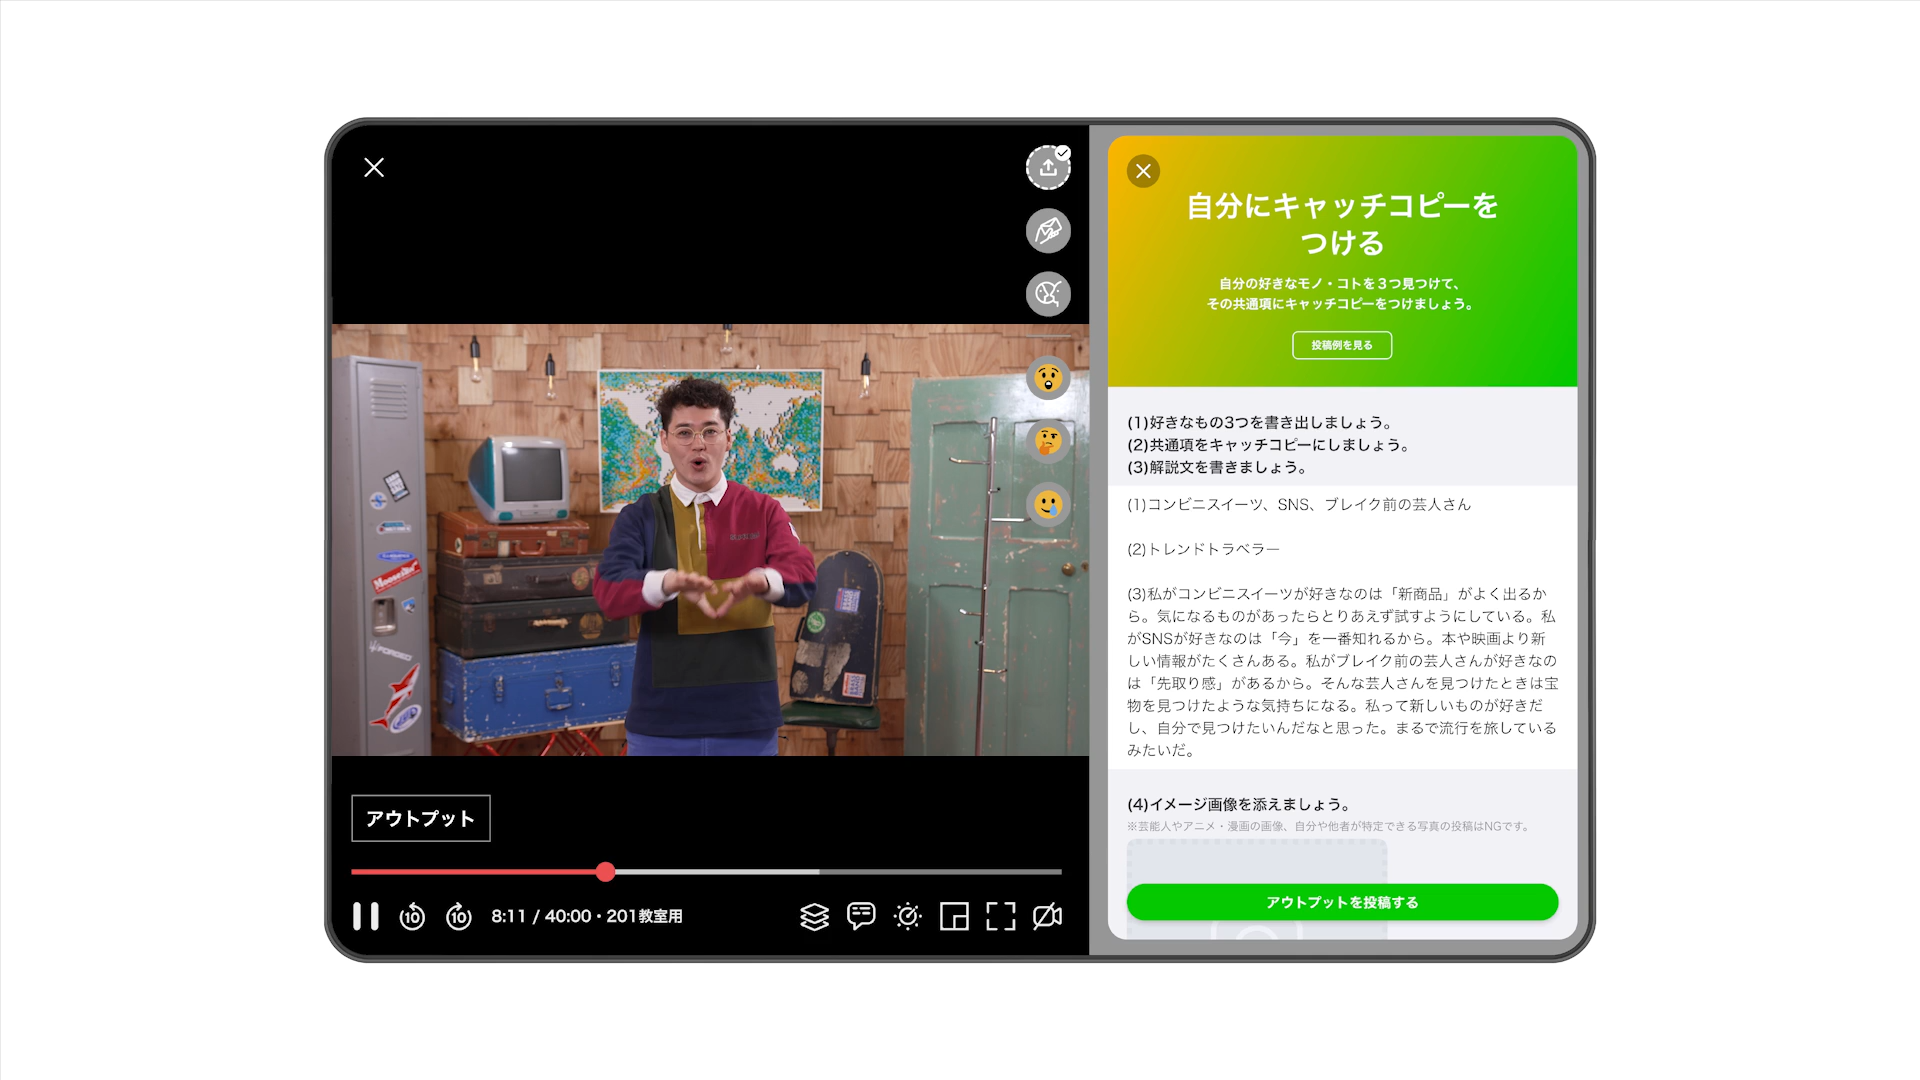 自分にキャッチコピーを
つける
自分の好きなモノ・コトを３つ見つけて、
その共通項にキャッチコピーをつけましょう。
投稿例を見る
(1)好きなもの3つを書き出しましょう。
(2)共通項をキャッチコピーにしましょう。
(3)解説文を書きましょう。
(1)コンビニスイーツ、SNS、ブレイク前の芸人さん
(2)トレンドトラベラー
(3)私がコンビニスイーツが好きなのは「新商品」がよく出るか
ら。気になるものがあったらとりあえず試すようにしている。私
がSNSが好きなのは「今」を一番知れるから。本や映画より新
しい情報がたくさんある。私がブレイク前の芸人さんが好きなの
は「先取り感」があるから。そんな芸人さんを見つけたときは宝
物を見つけたような気持ちになる。私って新しいものが好きだ
し、自分で見つけたいんだなと思った。まるで流行を旅している
みたいだ。
(4)イメージ画像を添えましょう。
※芸能人やアニメ・漫画の画像、自分や他者が特定できる写真の投稿はNGです。
アウトプットを投稿する
アウトプット
10
10
8:11 / 40:00・201教室用